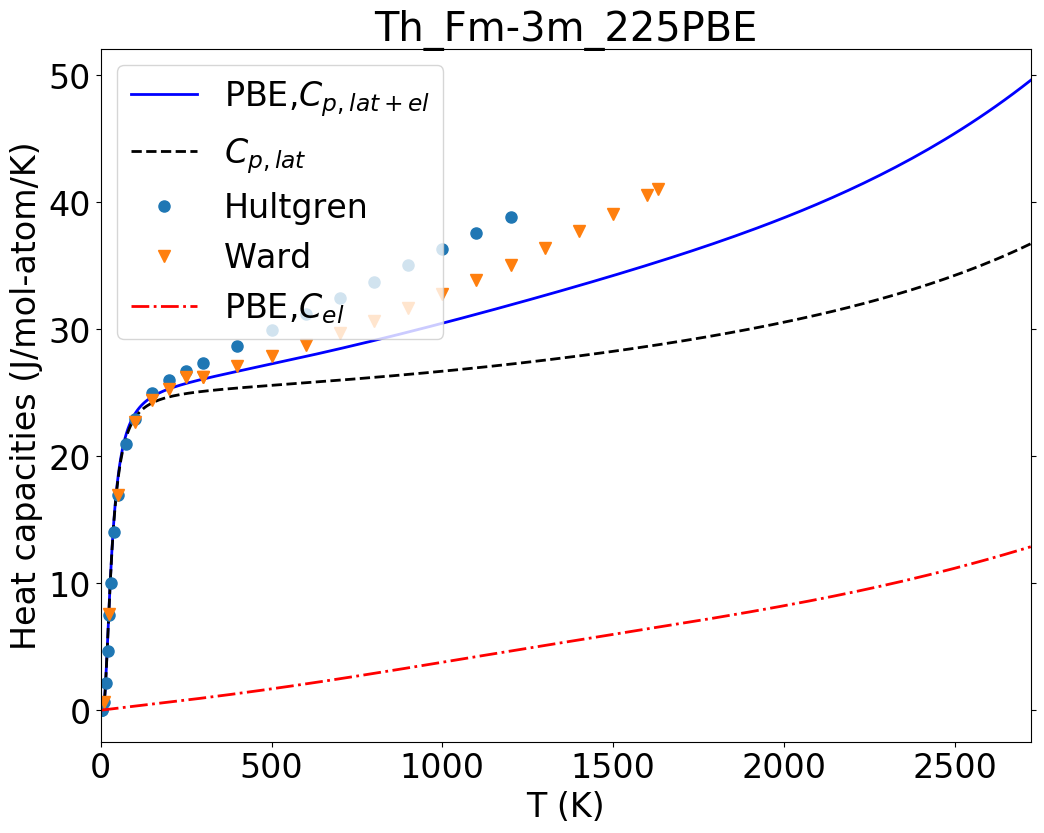 Th_Fm-3m_225PBE
PBE,C_{p,lat+el}
C_{p,lat}
Hultgren
Ward
PBE,C_{el}
Heat capacities (J/mol-atom/K)
50
40
30
20
10
0
0 500 1000 1500 2000 2500
T (K)